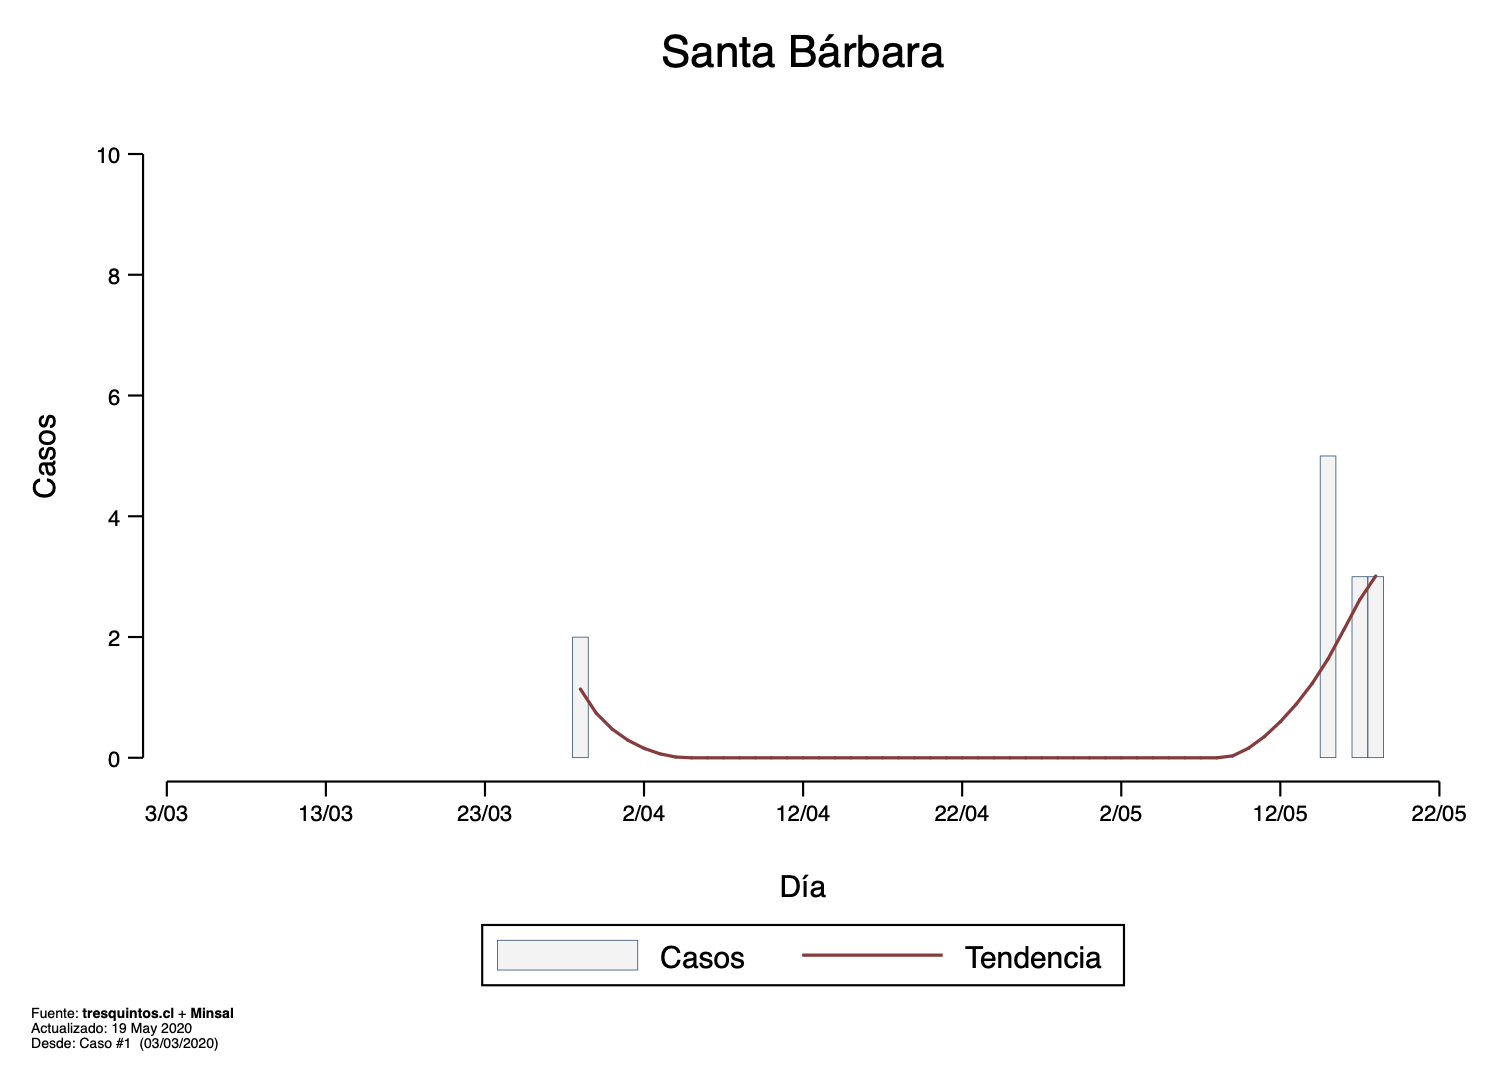 Santa Bárbara
Casos
10
8
6
4
2
0
3/03 13/03 23/03 2/04 12/04 22/04 2/05 12/05 22/05
Día
Casos Tendencia
Fuente: tresquintos.cl + Minsal
Actualizado: 19 May 2020
Desde: Caso #1 (03/03/2020)